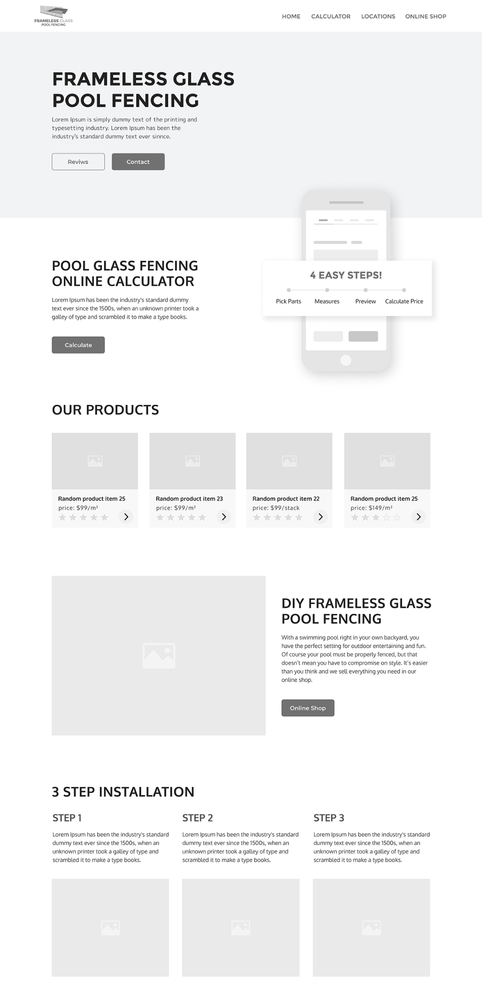 FRAMELESS GLASS
POOL FENCING
HOME CALCULATOR LOCATIONS ONLINE SHOP
FRAMELESS GLASS
POOL FENCING
Lorem Ipsum is simply dummy text of the printing and
typesetting industry. Lorem Ipsum has been the
industry's standard dummy text ever sinnce.
Reviws Contact
POOL GLASS FENCING
ONLINE CALCULATOR
Lorem Ipsum has been the industry's standard dummy
text ever since the 1500s, when an unknown printer took a
galley of type and scrambled it to make a type books.
Calculate
4 EASY STEPS!
Pick Parts Measures Preview Calculate Price
OUR PRODUCTS
Random product item 25
price: $99/m²
Random product item 23
price: $99/m²
Random product item 22
price: $99/stack
Random product item 25
price: $149/m²
DIY FRAMELESS GLASS
POOL FENCING
With a swimming pool right in your own backyard, you
have the perfect setting for outdoor entertaining and fun.
Of course your pool must be properly fenced, but that
doesn't mean you have to compromise on style. It's easier
than you think and we sell everything you need in our
online shop.
Online Shop
3 STEP INSTALLATION
STEP 1
Lorem Ipsum has been the industry's standard
dummy text ever since the 1500s, when an
unknown printer took a galley of type and
scrambled it to make a type books.
STEP 2
Lorem Ipsum has been the industry's standard
dummy text ever since the 1500s, when an
unknown printer took a galley of type and
scrambled it to make a type books.
STEP 3
Lorem Ipsum has been the industry's standard
dummy text ever since the 1500s, when an
unknown printer took a galley of type and
scrambled it to make a type books.